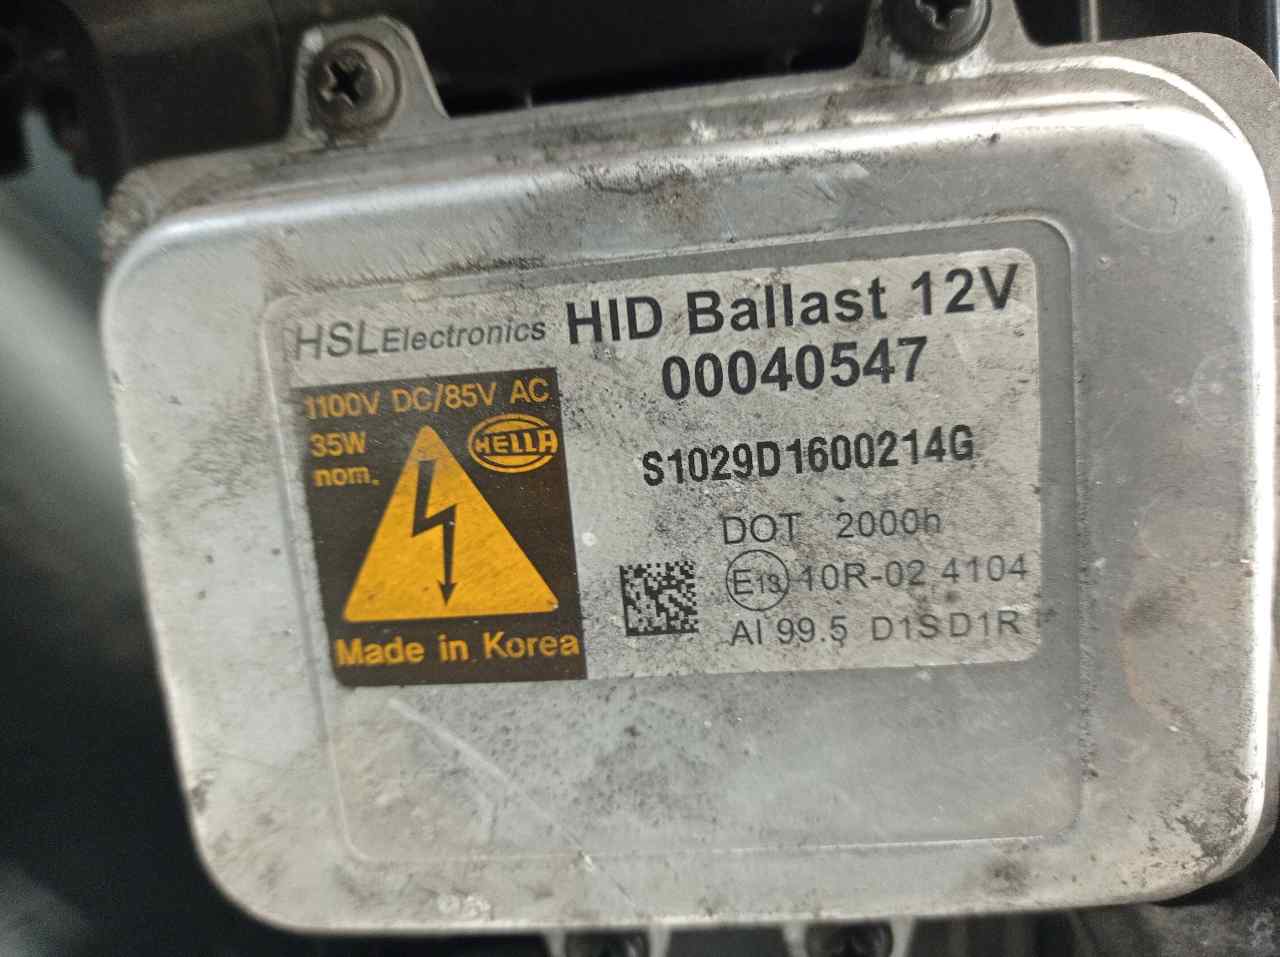 HSL Electronics HID Ballast 12V
00040547
1100V DC/85V AC
35W
nom.
HELLA
Made in Korea
S1029D1600214G
DOT 2000h
E13 10R-02 4104
AI 99.5 D1S D1R